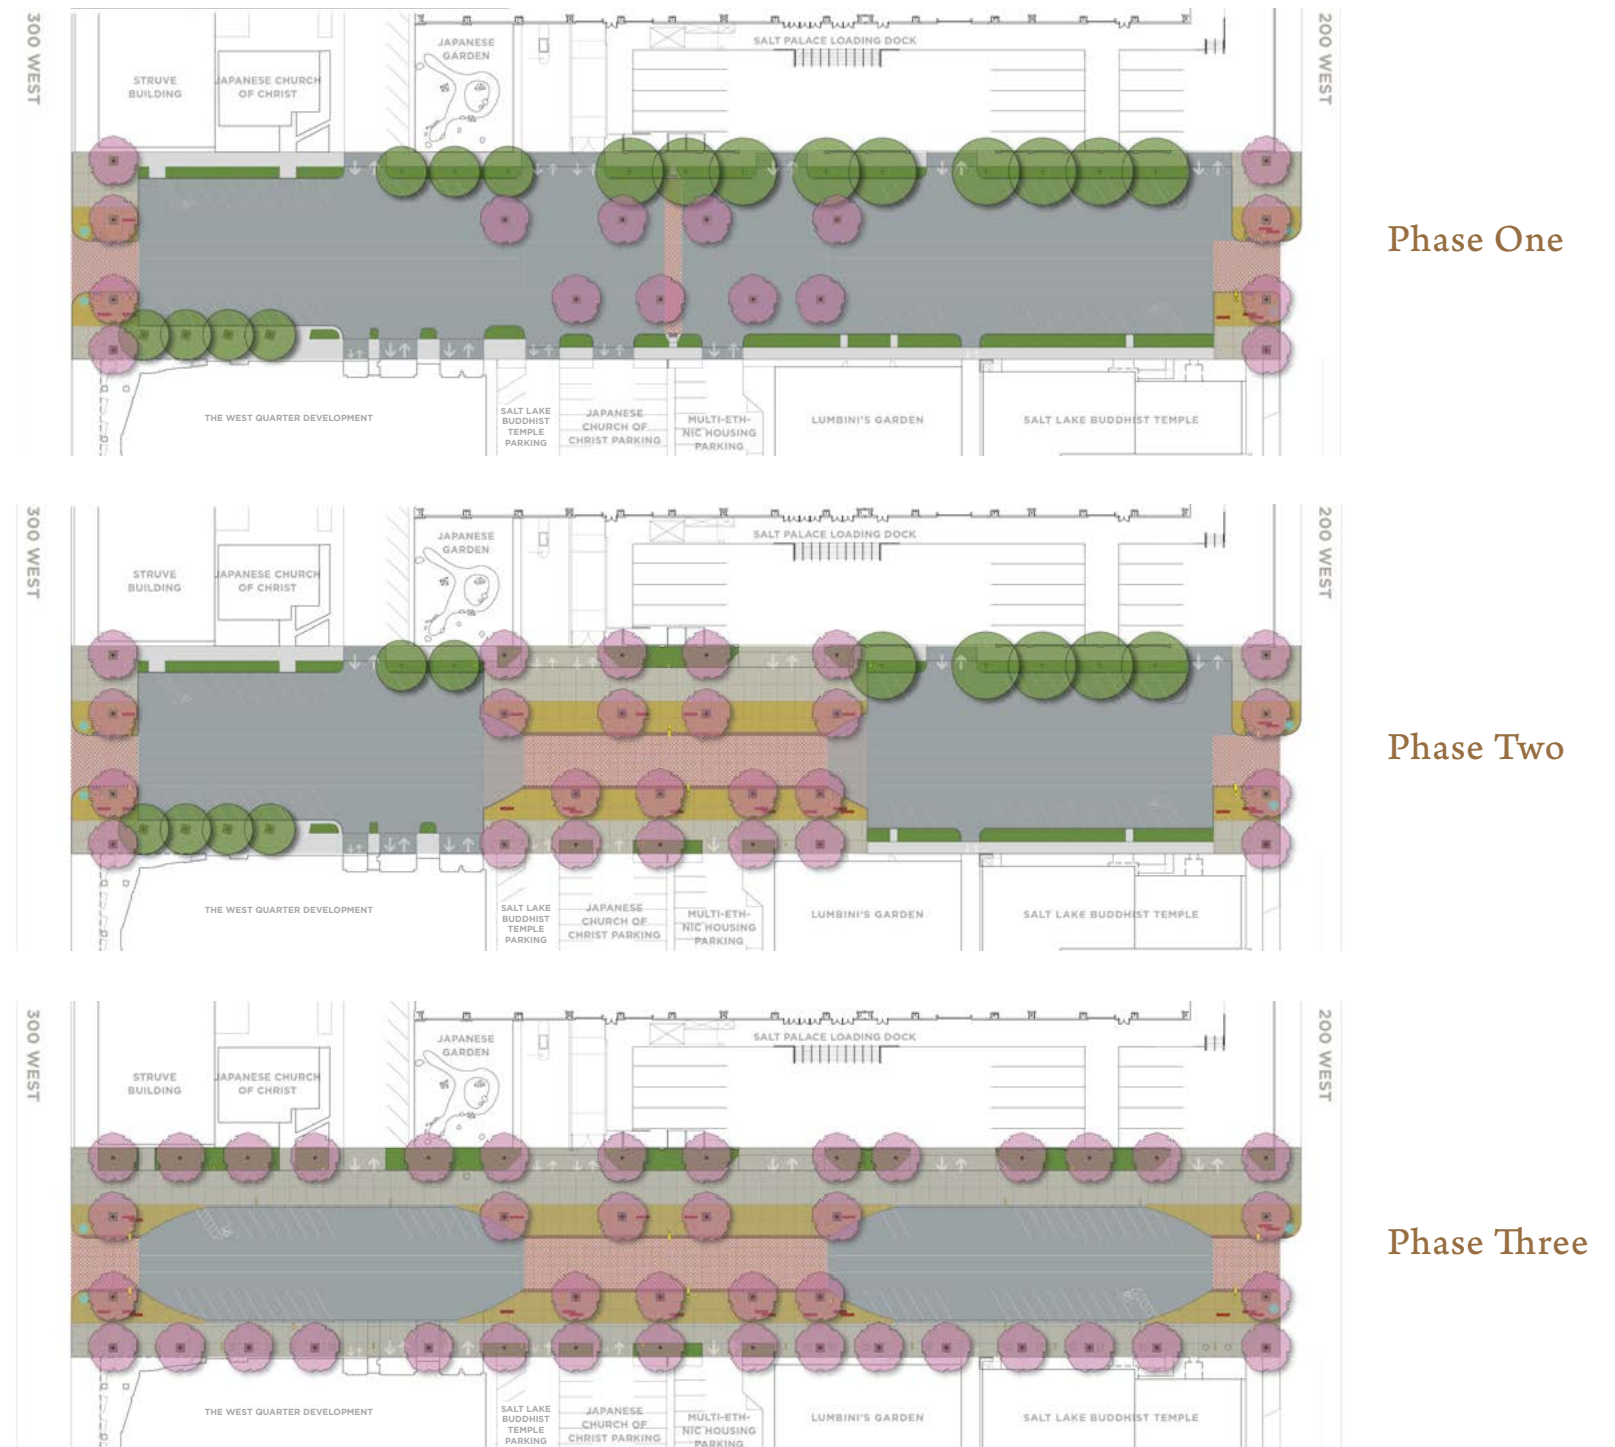 300 WEST
JAPANESE
GARDEN
SALT PALACE LOADING DOCK
200 WEST
STRUVE
BUILDING
JAPANESE CHURCH
OF CHRIST
Phase One
THE WEST QUARTER DEVELOPMENT
SALT LAKE
BUDDHIST
TEMPLE
PARKING
JAPANESE
CHURCH OF
CHRIST PARKING
MULTI-ETH-
NIC HOUSING
PARKING
LUMBINI'S GARDEN
SALT LAKE BUDDHIST TEMPLE
300 WEST
JAPANESE
GARDEN
SALT PALACE LOADING DOCK
200 WEST
STRUVE
BUILDING
JAPANESE CHURCH
OF CHRIST
Phase Two
THE WEST QUARTER DEVELOPMENT
SALT LAKE
BUDDHIST
TEMPLE
PARKING
JAPANESE
CHURCH OF
CHRIST PARKING
MULTI-ETH-
NIC HOUSING
PARKING
LUMBINI'S GARDEN
SALT LAKE BUDDHIST TEMPLE
300 WEST
JAPANESE
GARDEN
SALT PALACE LOADING DOCK
200 WEST
STRUVE
BUILDING
JAPANESE CHURCH
OF CHRIST
Phase Three
THE WEST QUARTER DEVELOPMENT
SALT LAKE
BUDDHIST
TEMPLE
PARKING
JAPANESE
CHURCH OF
CHRIST PARKING
MULTI-ETH-
NIC HOUSING
PARKING
LUMBINI'S GARDEN
SALT LAKE BUDDHIST TEMPLE